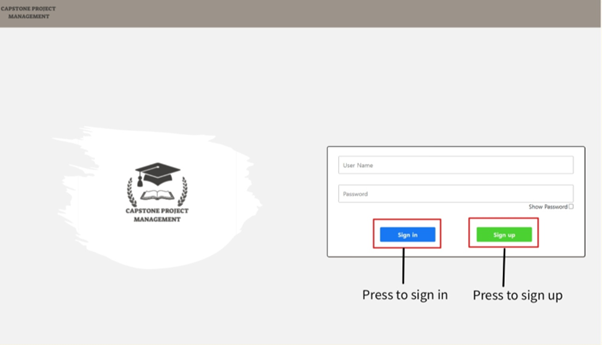 CAPSTONE PROJECT
MANAGEMENT
CAPSTONE PROJECT
MANAGEMENT
User Name
Password
Show Password
Sign in
Sign up
Press to sign in
Press to sign up